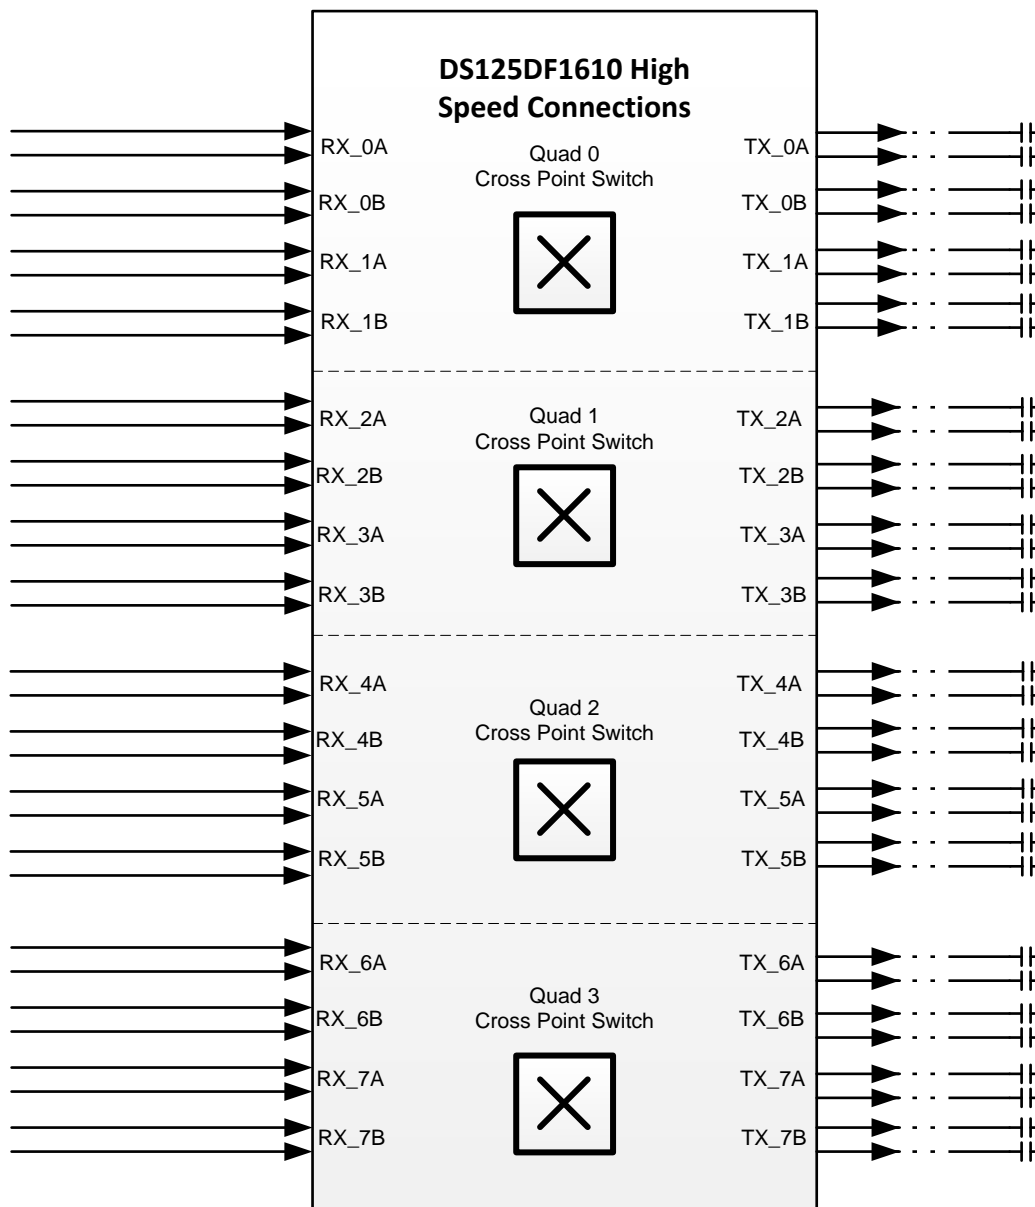 DS125DF1610 High
Speed Connections
Quad 0
Cross Point Switch
RX_0A
TX_0A
RX_0B
TX_0B
RX_1A
TX_1A
RX_1B
TX_1B
Quad 1
Cross Point Switch
RX_2A
TX_2A
RX_2B
TX_2B
RX_3A
TX_3A
RX_3B
TX_3B
Quad 2
Cross Point Switch
RX_4A
TX_4A
RX_4B
TX_4B
RX_5A
TX_5A
RX_5B
TX_5B
Quad 3
Cross Point Switch
RX_6A
TX_6A
RX_6B
TX_6B
RX_7A
TX_7A
RX_7B
TX_7B